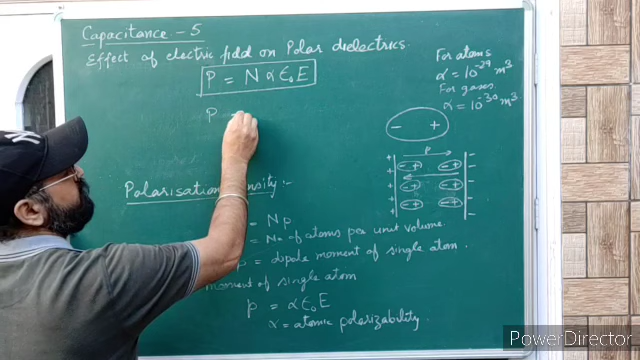 Capacitance - 5
Effect of electric field on Polar dielectrics.
P = N α ε₀ E
For atoms
α = 10⁻²⁹ m³
For gases
α = 10⁻³⁰ m³
P
- +
P
+ - + - + -
+ - + - + -
+ - + - + -
Polarisation :-
= Np
= No. of atoms per unit volume.
p = dipole moment of single atom.
moment of single atom
p = α ε₀ E
α = atomic polarizability.
PowerDirector